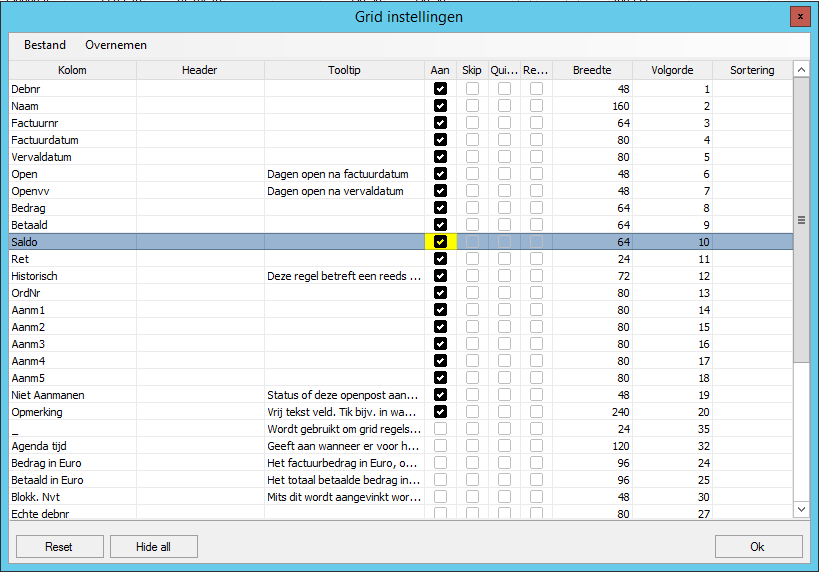 Grid instellingen
x
Bestand Overnemen
Kolom Header Tooltip Aan Skip Qui... Re... Breedte Volgorde Sortering
Debnr 48 1
Naam 160 2
Factuurnr 64 3
Factuurdatum 80 4
Vervaldatum 80 5
Open Dagen open na factuurdatum 48 6
Openvv Dagen open na vervaldatum 48 7
Bedrag 64 8
Betaald 64 9
Saldo 64 10
Ret 24 11
Historisch Deze regel betreft een reeds ... 72 12
OrdNr 80 13
Aanm1 80 14
Aanm2 80 15
Aanm3 80 16
Aanm4 80 17
Aanm5 80 18
Niet Aanmanen Status of deze openpost aan... 48 19
Opmerking Vrij tekst veld. Tik bijv. in wa... 240 20
_ Wordt gebruikt om grid regels... 24 35
Agenda tijd Geeft aan wanneer er voor h... 120 32
Bedrag in Euro Het factuurbedrag in Euro, o... 96 24
Betaald in Euro Het totaal betaalde bedrag in... 96 25
Blokk. Nvt Mits dit wordt aangevinkt wor... 48 30
Echte debnr 80 27
Reset Hide all Ok